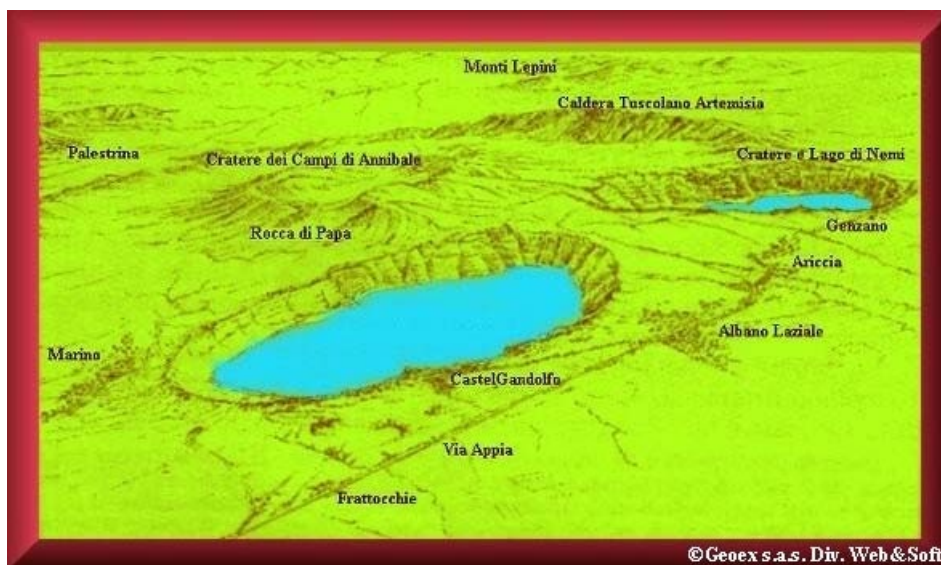 Monti Lepini
Caldera Tuscolano Artemisia
Palestrina
Cratere dei Campi di Annibale
Cratere e Lago di Nemi
Rocca di Papa
Genzano
Ariccia
Marino
Albano Laziale
CastelGandolfo
Via Appia
Frattocchie
©Geoex s.a.s. Div. Web&Soft